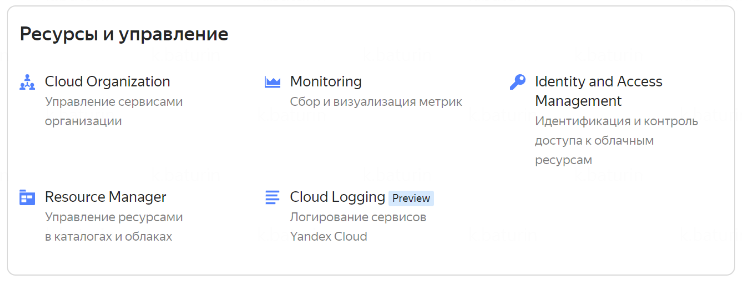 Ресурсы и управление
Cloud Organization
Управление сервисами
организации
Monitoring
Сбор и визуализация метрик
Identity and Access
Management
Идентификация и контроль
доступа к облачным
ресурсам
Resource Manager
Управление ресурсами
в каталогах и облаках
Cloud Logging Preview
Логирование сервисов
Yandex Cloud